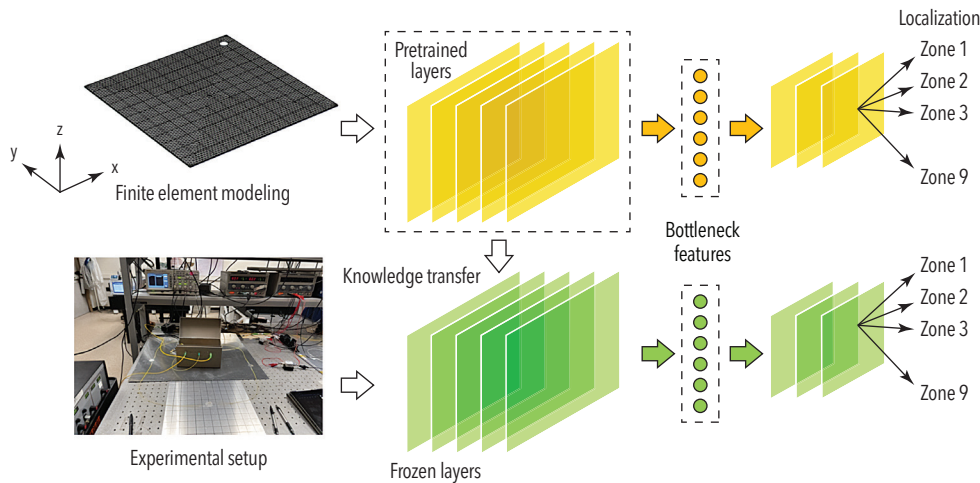 Localization
Pretrained
layers
Zone 1
Zone 2
Zone 3
Zone 9
z
y
x
Finite element modeling
Bottleneck
features
Knowledge transfer
Zone 1
Zone 2
Zone 3
Zone 9
Experimental setup
Frozen layers